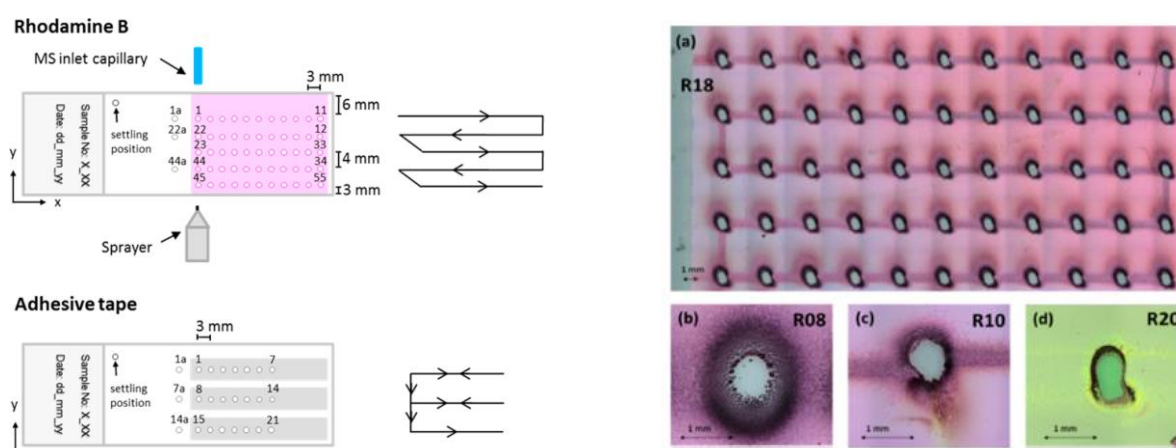 Rhodamine B
MS inlet capillary
3 mm
6 mm
1a 1 11
22a 22 12
23 33
44a 44 34
45 55
4 mm
3 mm
settling
position
Sample No: X_XX
Date: dd_mm_yy
y
x
Sprayer
Adhesive tape
3 mm
1a 1 7
7a 8 14
14a 15 21
settling
position
Sample No: X_XX
Date: dd_mm_yy
y
(a)
R18
1 mm
(b) R08
1 mm
(c) R10
1 mm
(d) R20
1 mm